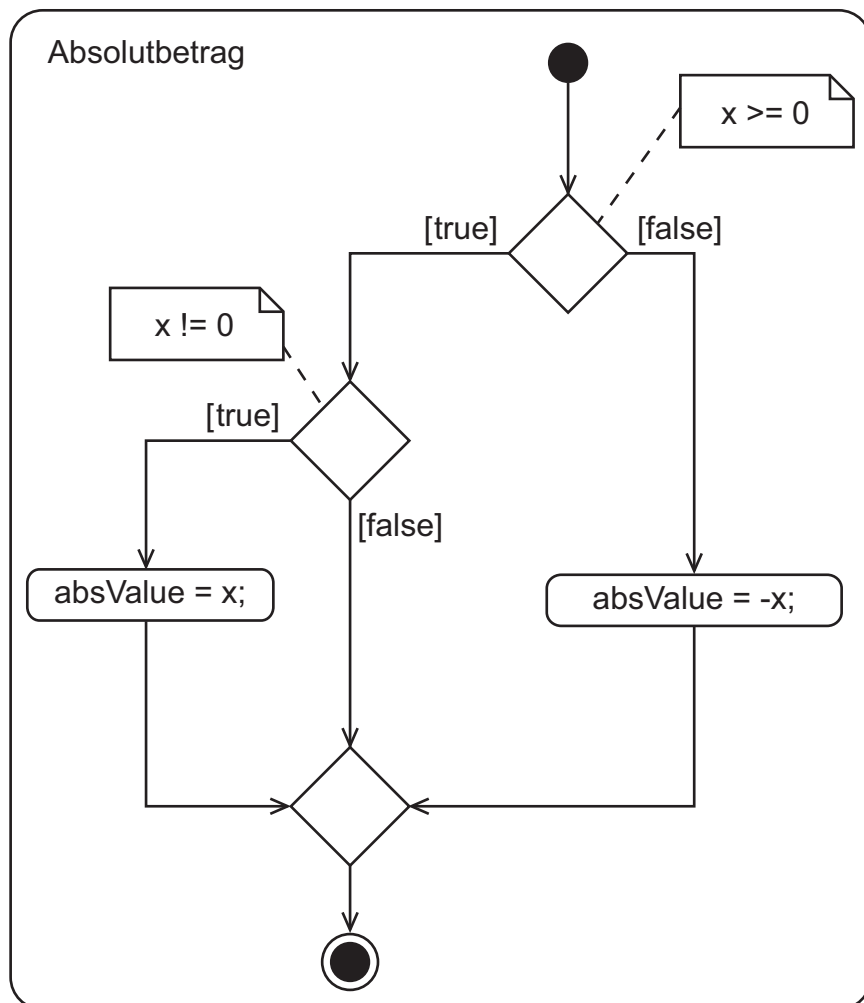 Absolutbetrag
x >= 0
[true]
[false]
x != 0
[true]
[false]
absValue = x;
absValue = -x;